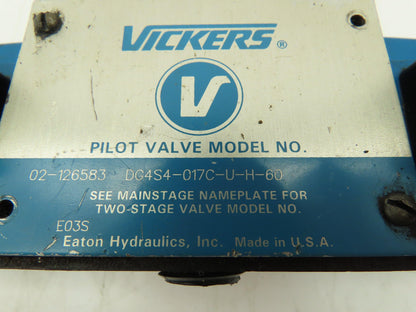 VICKERS®
V
PILOT VALVE MODEL NO.
02-126583 DG4S4-017C-U-H-60
SEE MAINSTAGE NAMEPLATE FOR
TWO-STAGE VALVE MODEL NO.
E03S
Eaton Hydraulics, Inc. Made in U.S.A.